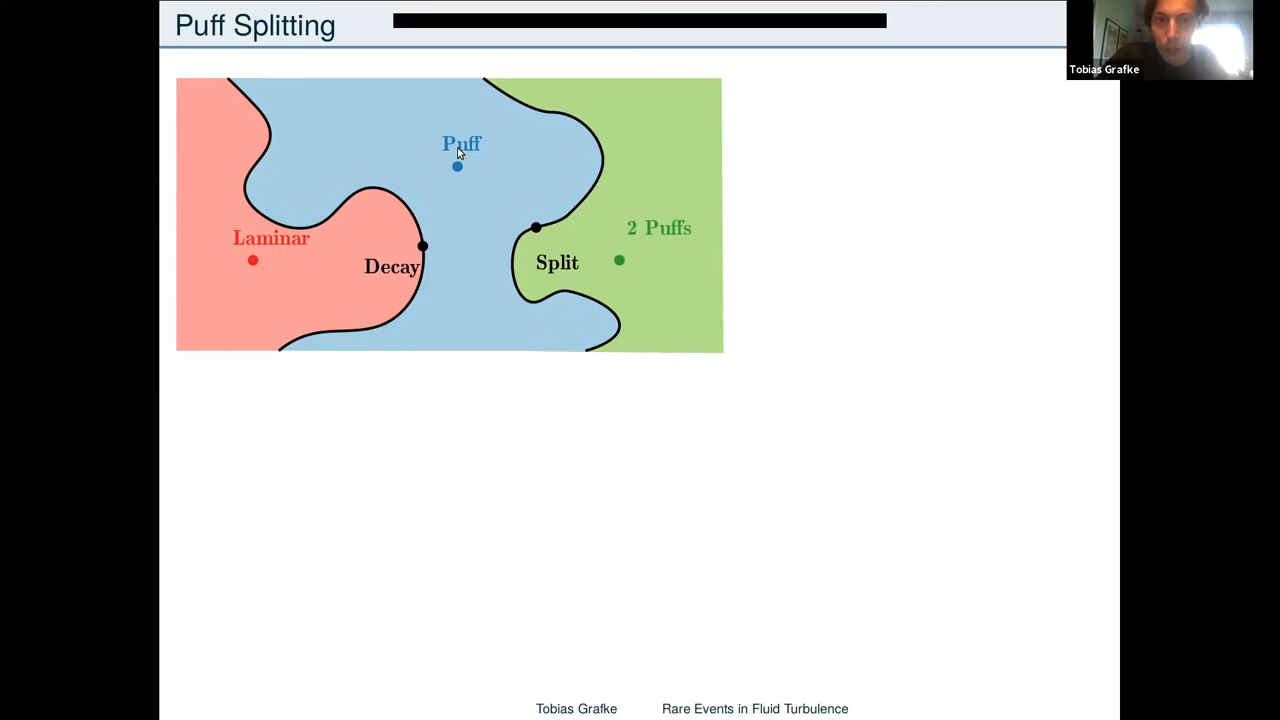 Puff Splitting
Tobias Grafke
Puff
Laminar
2 Puffs
Decay
Split
Tobias Grafke
Rare Events in Fluid Turbulence